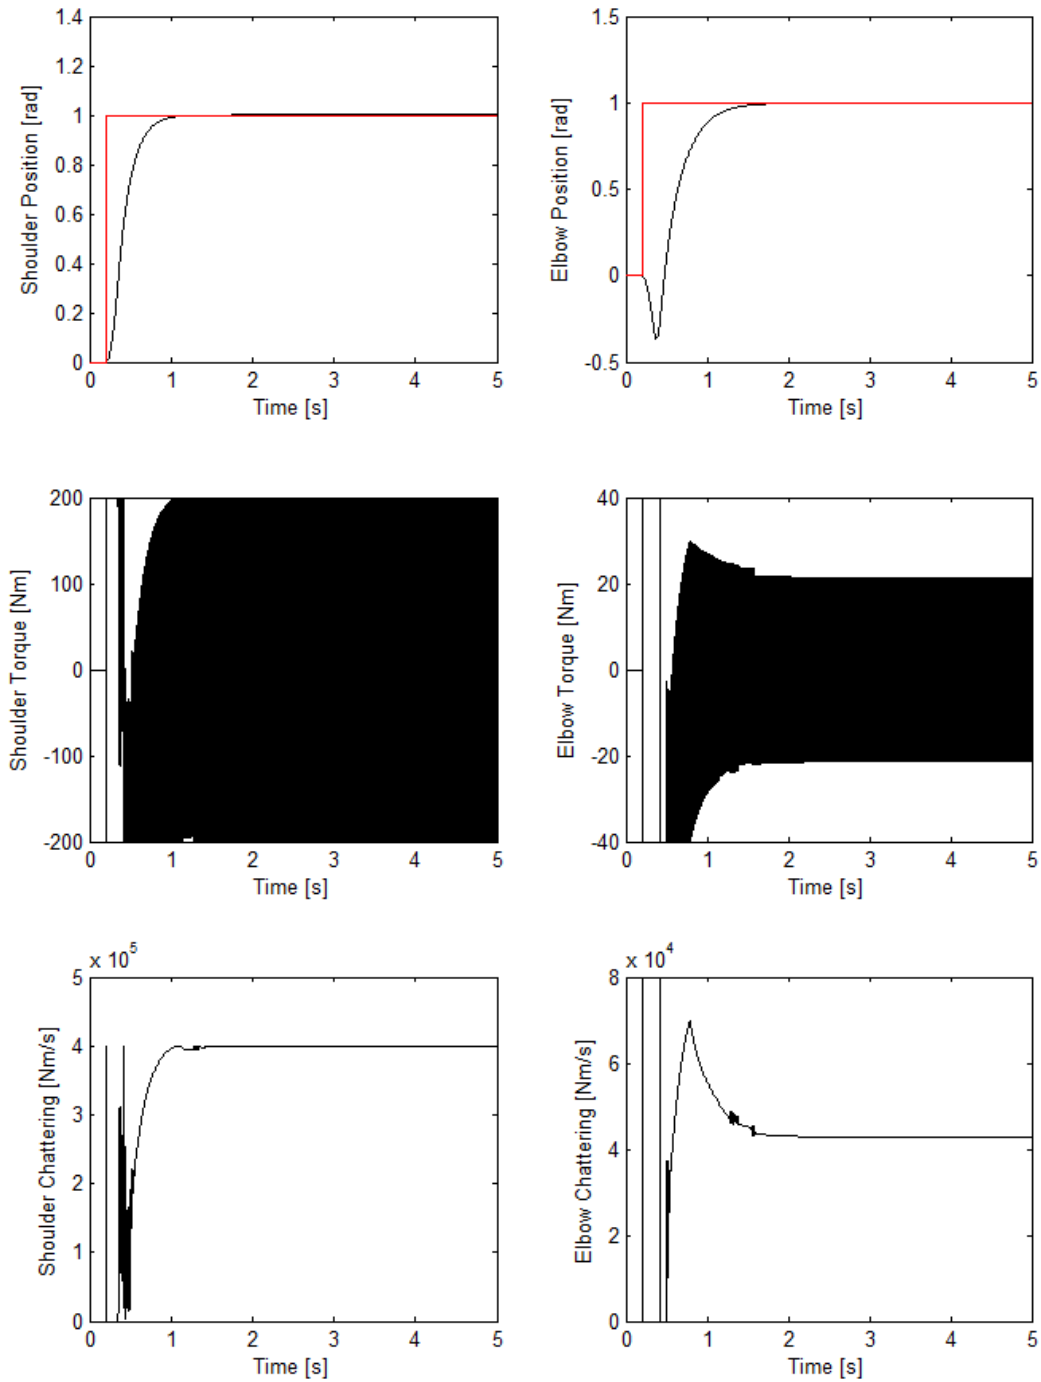 1.4
1.2
1
0.8
0.6
0.4
0.2
0
Shoulder Position [rad]
0 1 2 3 4 5
Time [s]
1.5
1
0.5
0
-0.5
Elbow Position [rad]
0 1 2 3 4 5
Time [s]
200
100
0
-100
-200
Shoulder Torque [Nm]
0 1 2 3 4 5
Time [s]
40
20
0
-20
-40
Elbow Torque [Nm]
0 1 2 3 4 5
Time [s]
x 10^5
5
4
3
2
1
0
Shoulder Chattering [Nm/s]
0 1 2 3 4 5
Time [s]
x 10^4
8
6
4
2
0
Elbow Chattering [Nm/s]
0 1 2 3 4 5
Time [s]